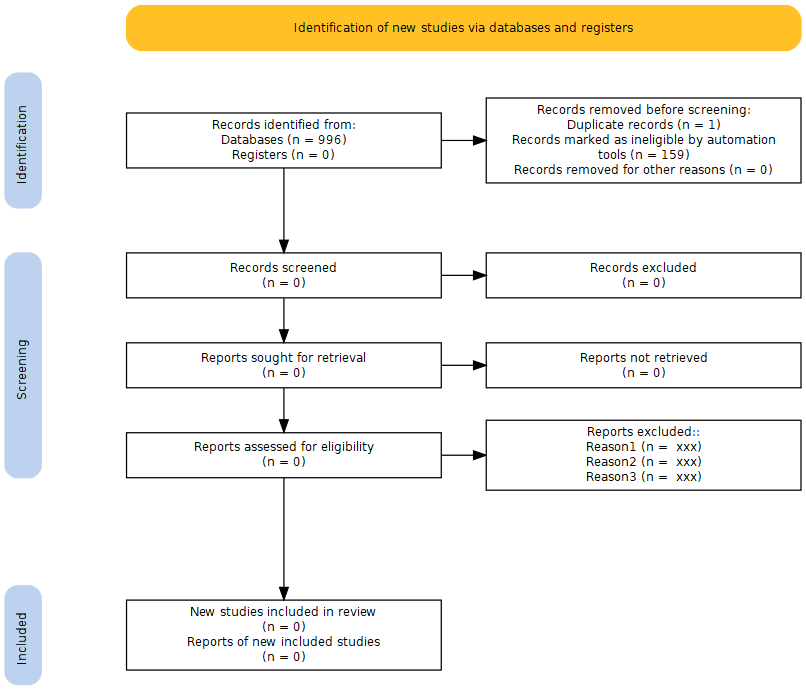 Identification of new studies via databases and registers
Identification
Records identified from:
Databases (n = 996)
Registers (n = 0)
Records removed before screening:
Duplicate records (n = 1)
Records marked as ineligible by automation
tools (n = 159)
Records removed for other reasons (n = 0)
Screening
Records screened
(n = 0)
Records excluded
(n = 0)
Reports sought for retrieval
(n = 0)
Reports not retrieved
(n = 0)
Reports assessed for eligibility
(n = 0)
Reports excluded::
Reason1 (n =  xxx)
Reason2 (n =  xxx)
Reason3 (n =  xxx)
Included
New studies included in review
(n = 0)
Reports of new included studies
(n = 0)